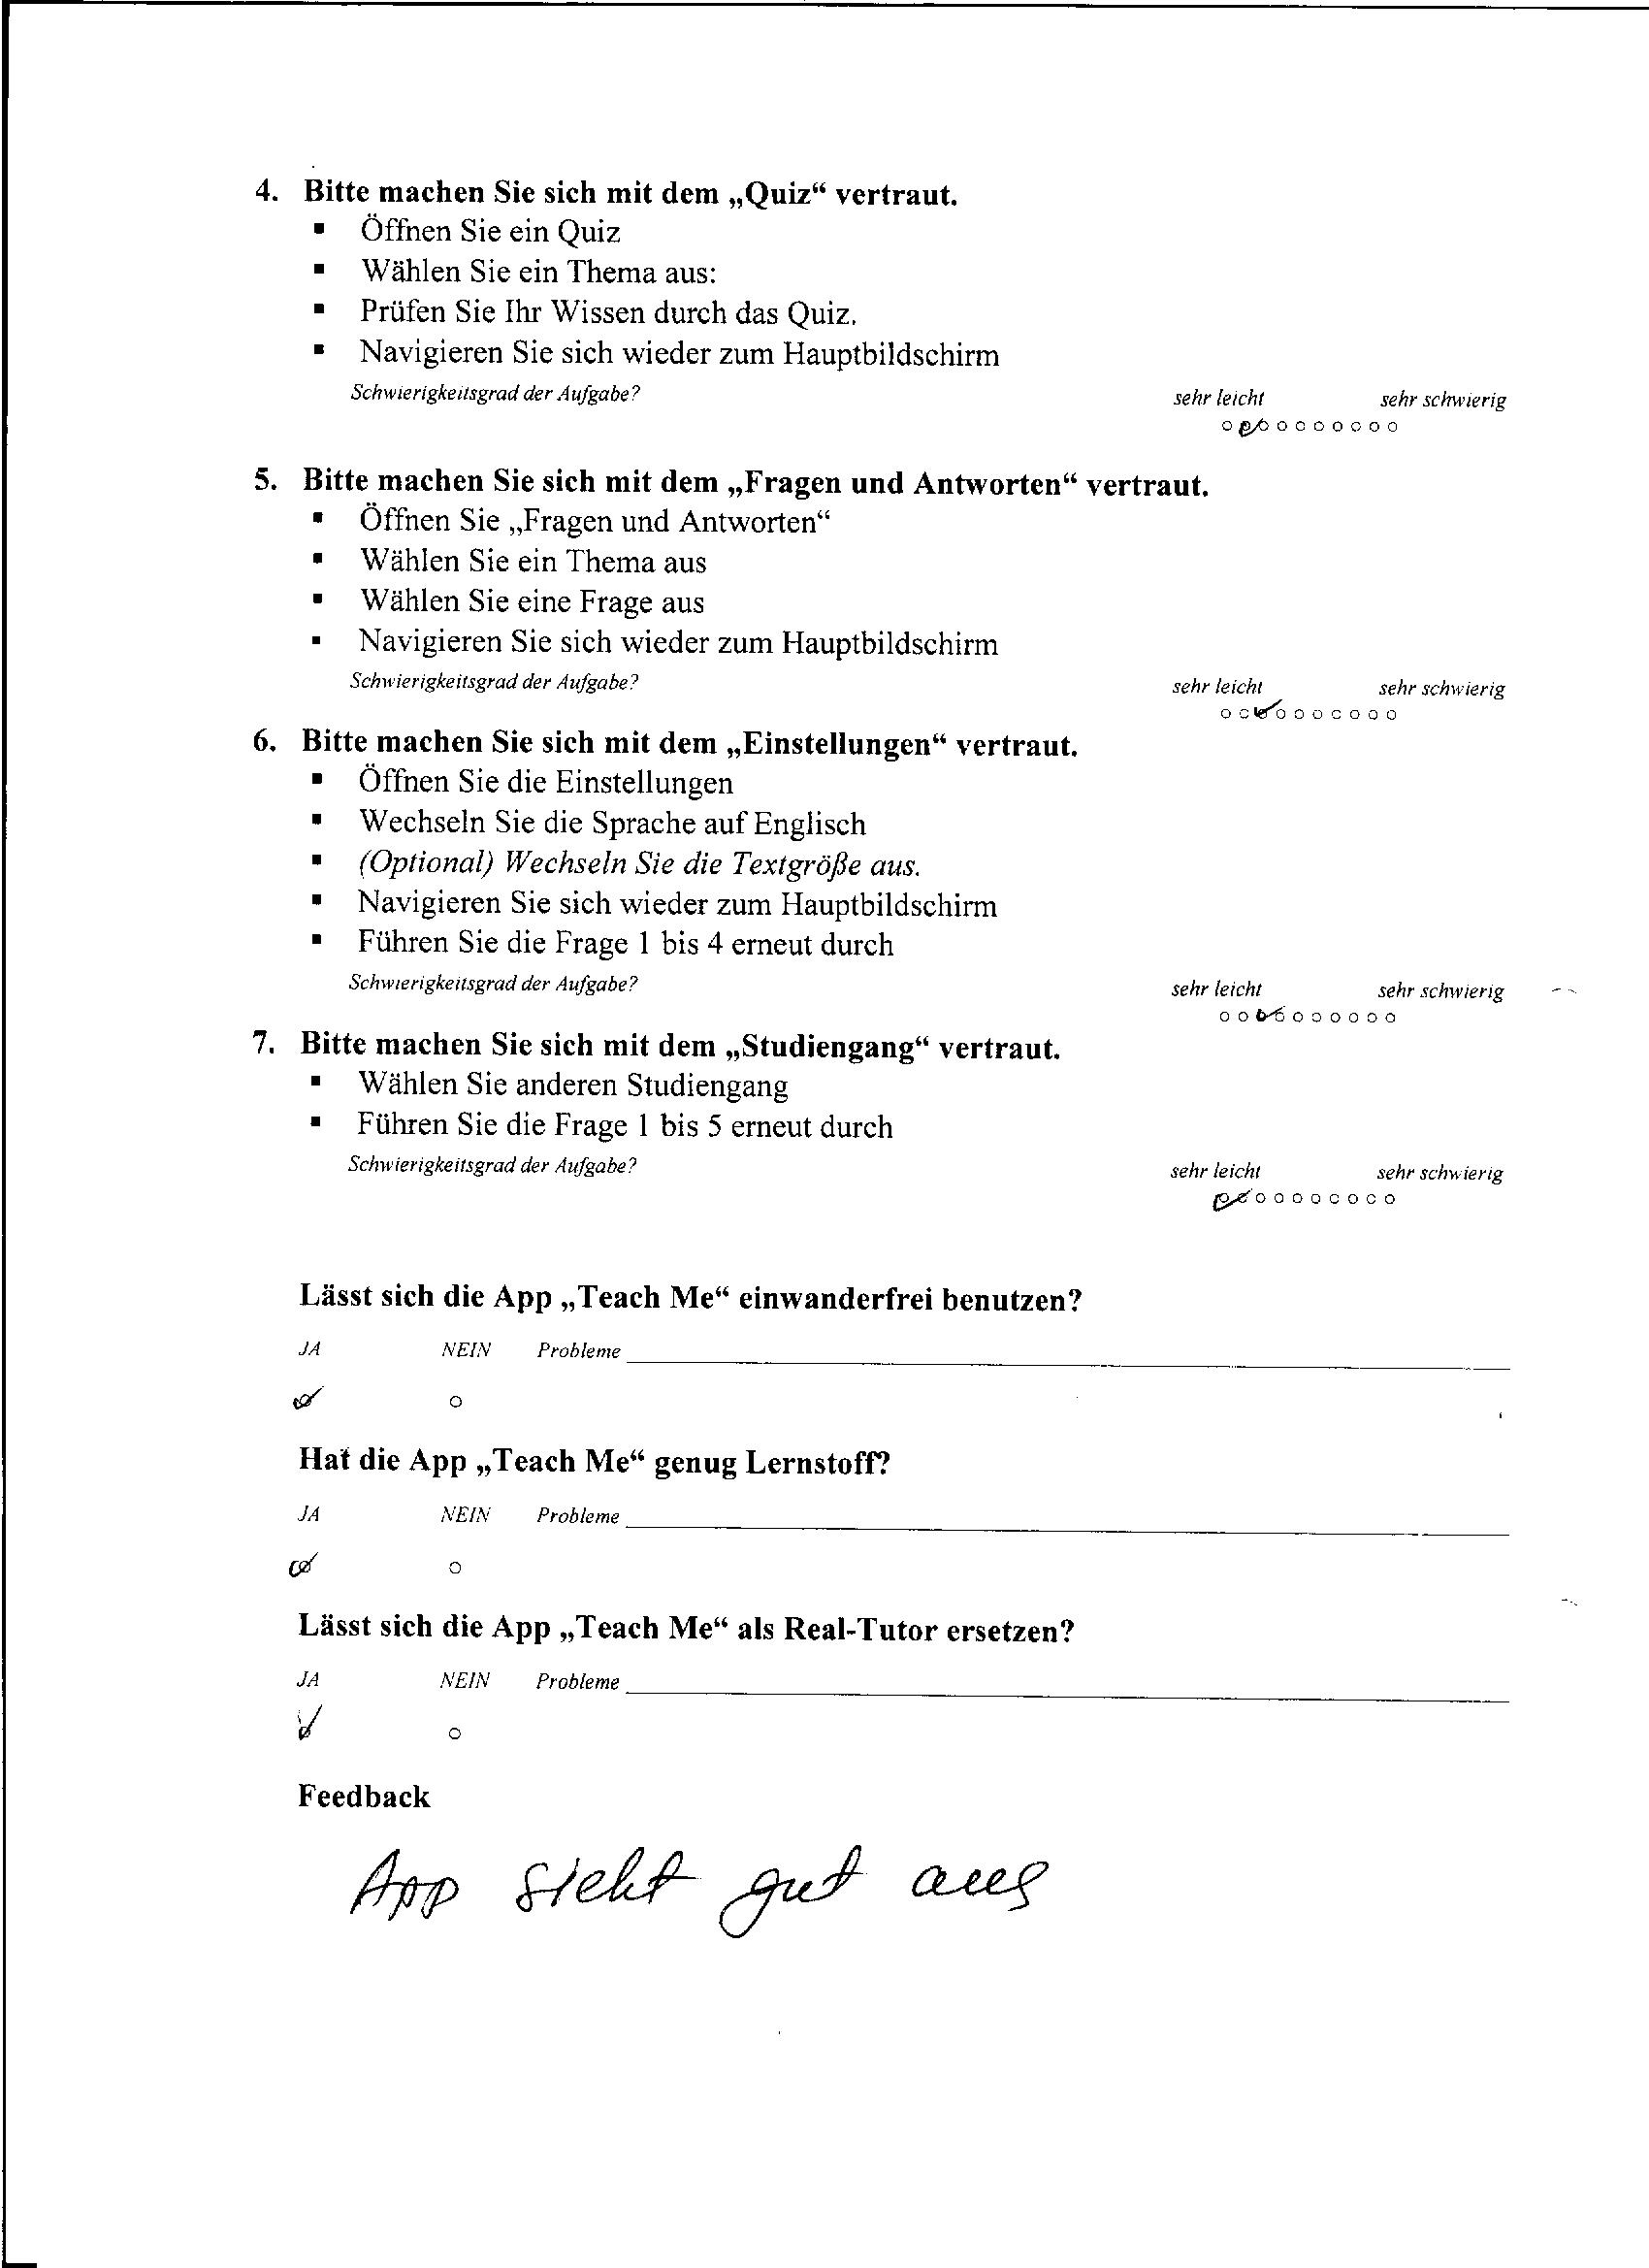 4. Bitte machen Sie sich mit dem „Quiz“ vertraut.
▪ Öffnen Sie ein Quiz
▪ Wählen Sie ein Thema aus:
▪ Prüfen Sie Ihr Wissen durch das Quiz.
▪ Navigieren Sie sich wieder zum Hauptbildschirm
Schwierigkeitsgrad der Aufgabe? sehr leicht sehr schwierig
5. Bitte machen Sie sich mit dem „Fragen und Antworten“ vertraut.
▪ Öffnen Sie „Fragen und Antworten“
▪ Wählen Sie ein Thema aus
▪ Wählen Sie eine Frage aus
▪ Navigieren Sie sich wieder zum Hauptbildschirm
Schwierigkeitsgrad der Aufgabe? sehr leicht sehr schwierig
6. Bitte machen Sie sich mit dem „Einstellungen“ vertraut.
▪ Öffnen Sie die Einstellungen
▪ Wechseln Sie die Sprache auf Englisch
▪ (Optional) Wechseln Sie die Textgröße aus.
▪ Navigieren Sie sich wieder zum Hauptbildschirm
▪ Führen Sie die Frage 1 bis 4 erneut durch
Schwierigkeitsgrad der Aufgabe? sehr leicht sehr schwierig
7. Bitte machen Sie sich mit dem „Studiengang“ vertraut.
▪ Wählen Sie anderen Studiengang
▪ Führen Sie die Frage 1 bis 5 erneut durch
Schwierigkeitsgrad der Aufgabe? sehr leicht sehr schwierig
Lässt sich die App „Teach Me“ einwanderfrei benutzen?
JA NEIN Probleme
Hat die App „Teach Me“ genug Lernstoff?
JA NEIN Probleme
Lässt sich die App „Teach Me“ als Real-Tutor ersetzen?
JA NEIN Probleme
Feedback
App sieht gut aus